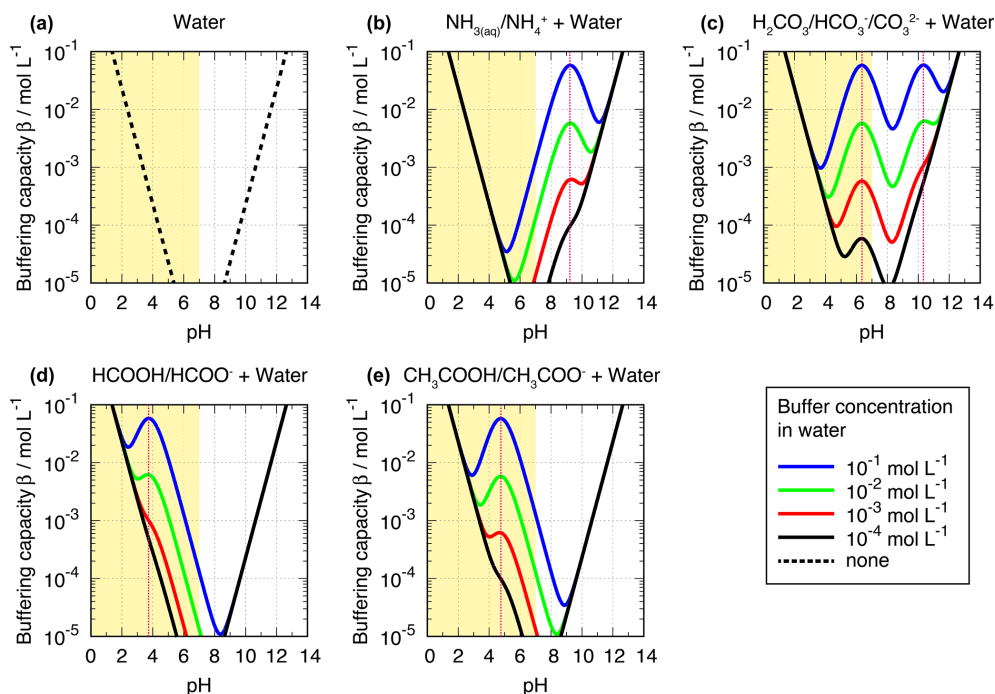 (a) Water
Buffering capacity β / mol L⁻¹
10⁻¹
10⁻²
10⁻³
10⁻⁴
10⁻⁵
0 2 4 6 8 10 12 14
pH
(b) NH₃₍ₐq₎/NH₄⁺ + Water
Buffering capacity β / mol L⁻¹
10⁻¹
10⁻²
10⁻³
10⁻⁴
10⁻⁵
0 2 4 6 8 10 12 14
pH
(c) H₂CO₃/HCO₃⁻/CO₃²⁻ + Water
Buffering capacity β / mol L⁻¹
10⁻¹
10⁻²
10⁻³
10⁻⁴
10⁻⁵
0 2 4 6 8 10 12 14
pH
(d) HCOOH/HCOO⁻ + Water
Buffering capacity β / mol L⁻¹
10⁻¹
10⁻²
10⁻³
10⁻⁴
10⁻⁵
0 2 4 6 8 10 12 14
pH
(e) CH₃COOH/CH₃COO⁻ + Water
Buffering capacity β / mol L⁻¹
10⁻¹
10⁻²
10⁻³
10⁻⁴
10⁻⁵
0 2 4 6 8 10 12 14
pH
Buffer concentration
in water
10⁻¹ mol L⁻¹
10⁻² mol L⁻¹
10⁻³ mol L⁻¹
10⁻⁴ mol L⁻¹
none